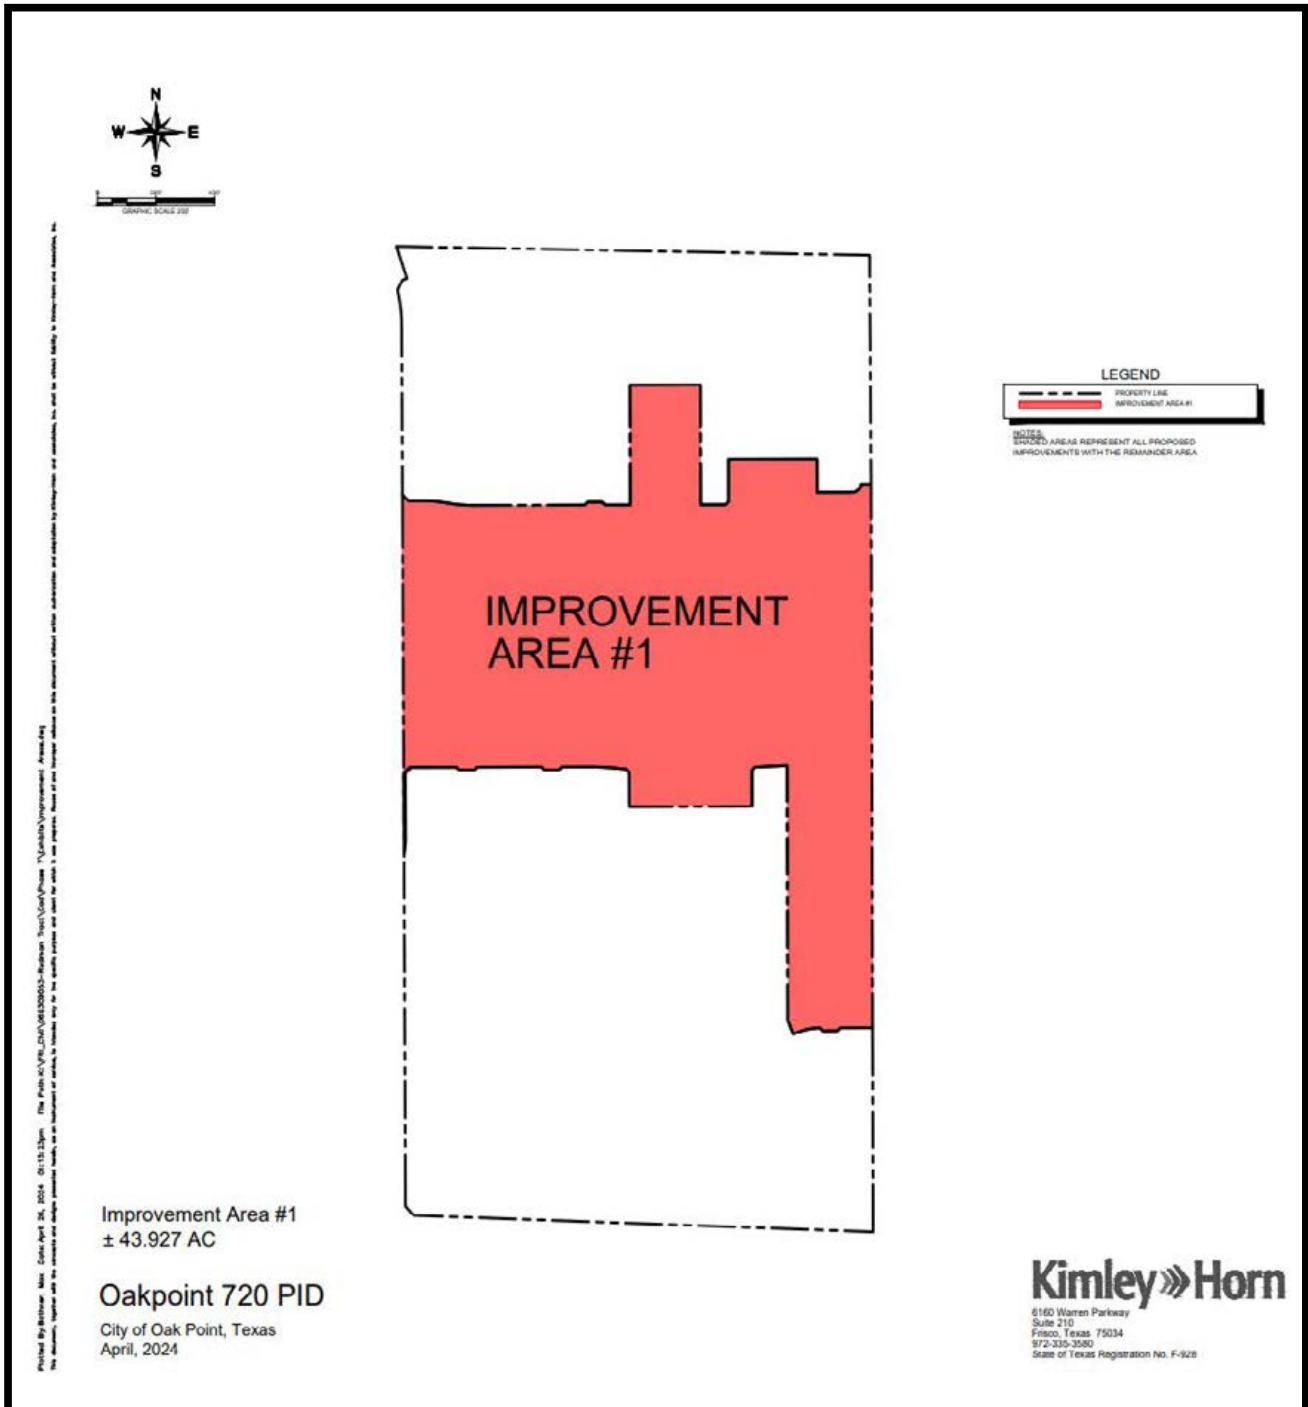 N
W E
S
GRAPHIC SCALE 200'
LEGEND
PROPERTY LINE
IMPROVEMENT AREA #1
NOTES:
SHADED AREAS REPRESENT ALL PROPOSED
IMPROVEMENTS WITH THE REMAINDER AREA
IMPROVEMENT
AREA #1
Improvement Area #1
± 43.927 AC
Oakpoint 720 PID
City of Oak Point, Texas
April, 2024
Kimley Horn
6160 Warren Parkway
Suite 210
Frisco, Texas 75034
972-335-3580
State of Texas Registration No. F-928